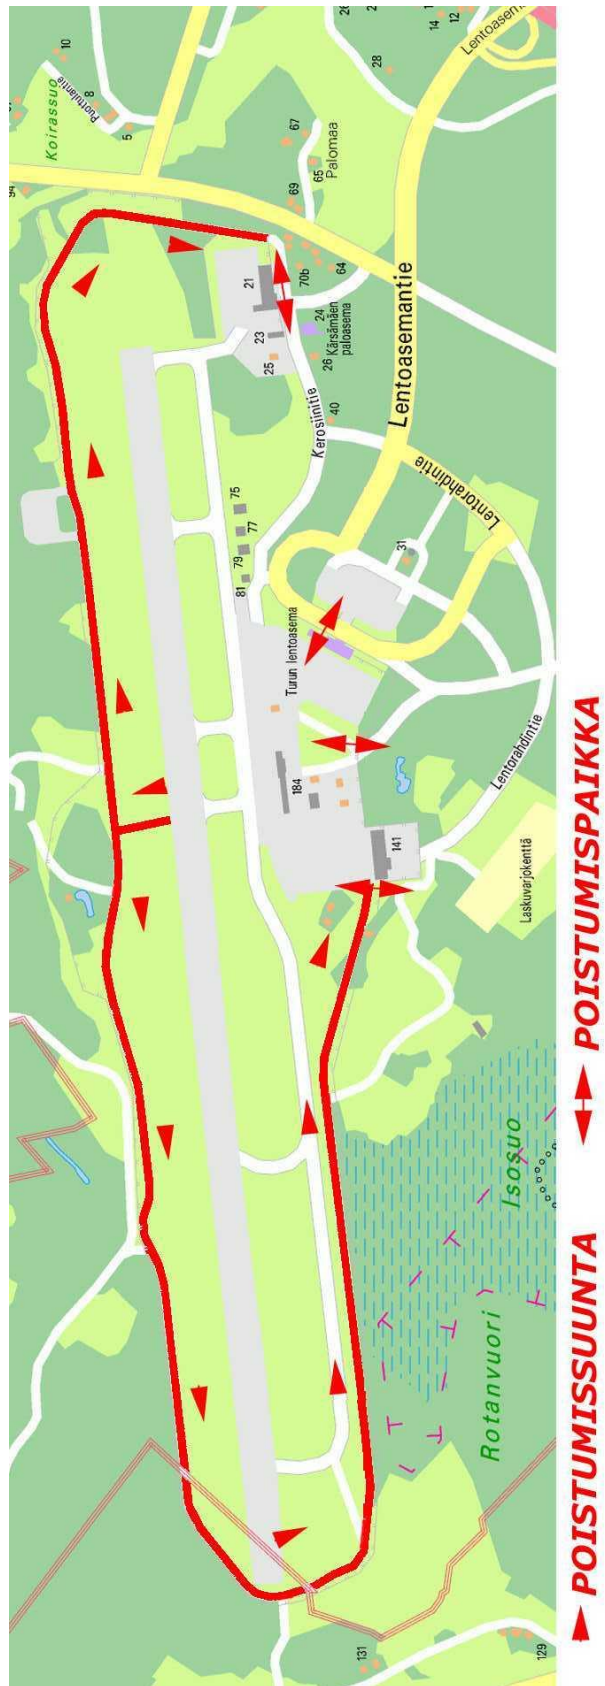 10
8
Puottulantie
5
Koirassuo
28
14
12
Lentoasema
67
65
Palomaa
69
70b
64
21
24
Kärsämäen
paloasema
23
25
26
40
Kerosiinitie
Lentoasemantie
Lentorahdintie
31
75
77
79
81
Turun lentoasema
184
141
Lentorahdintie
Laskuvarjokenttä
Isosuo
Rotanvuori
131
129
POISTUMISSUUNTA
POISTUMISPAIKKA